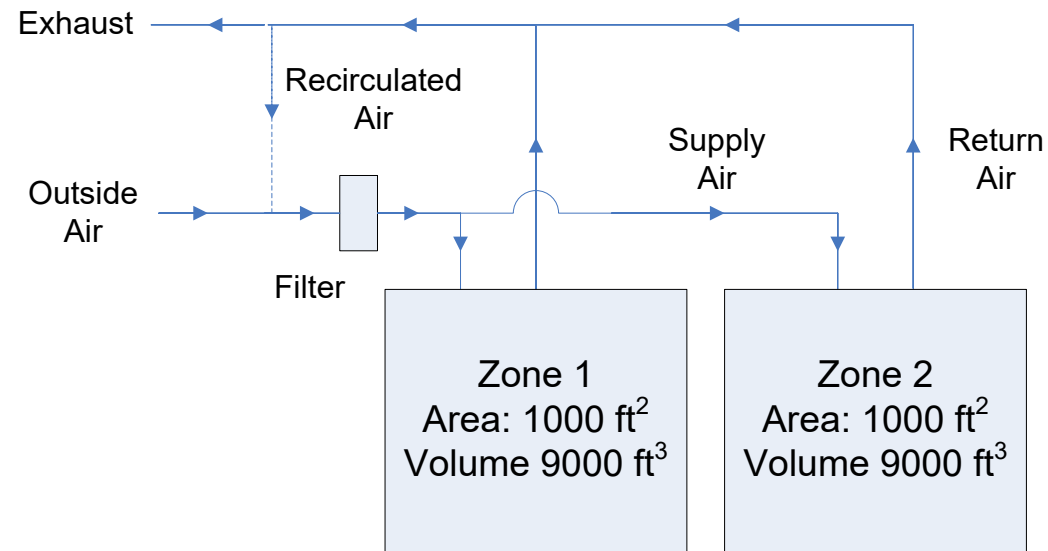 Exhaust
Recirculated
Air
Supply
Air
Return
Air
Outside
Air
Filter
Zone 1
Area: 1000 ft²
Volume 9000 ft³
Zone 2
Area: 1000 ft²
Volume 9000 ft³